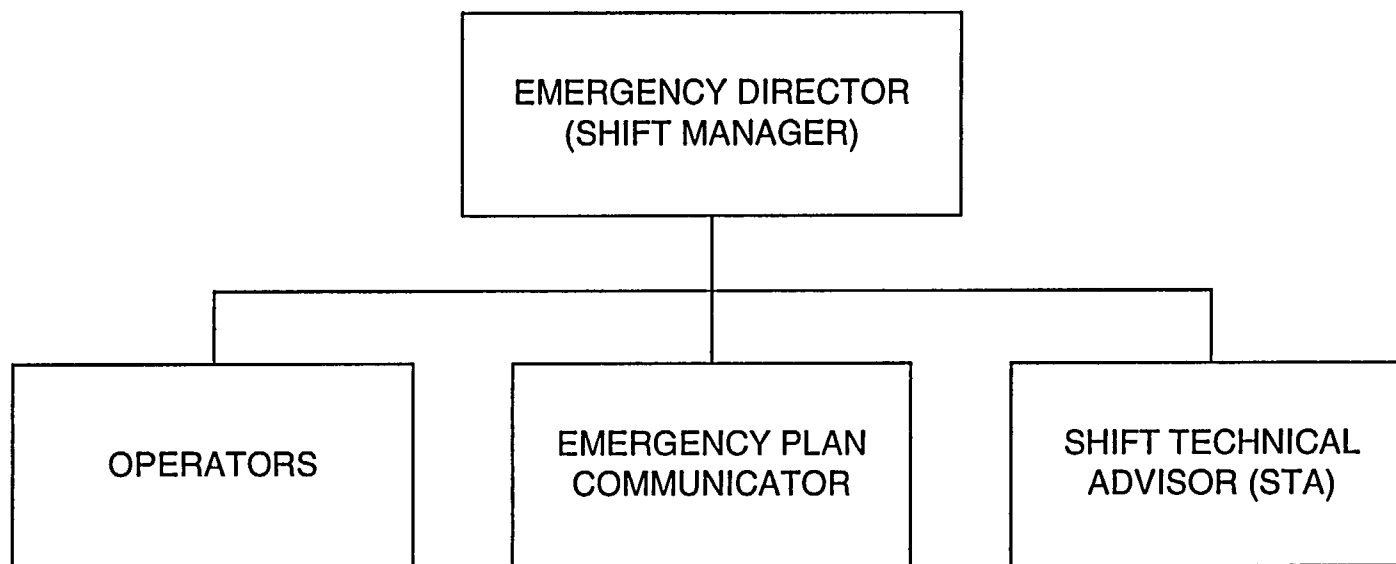 EMERGENCY DIRECTOR
(SHIFT MANAGER)
OPERATORS
EMERGENCY PLAN
COMMUNICATOR
SHIFT TECHNICAL
ADVISOR (STA)